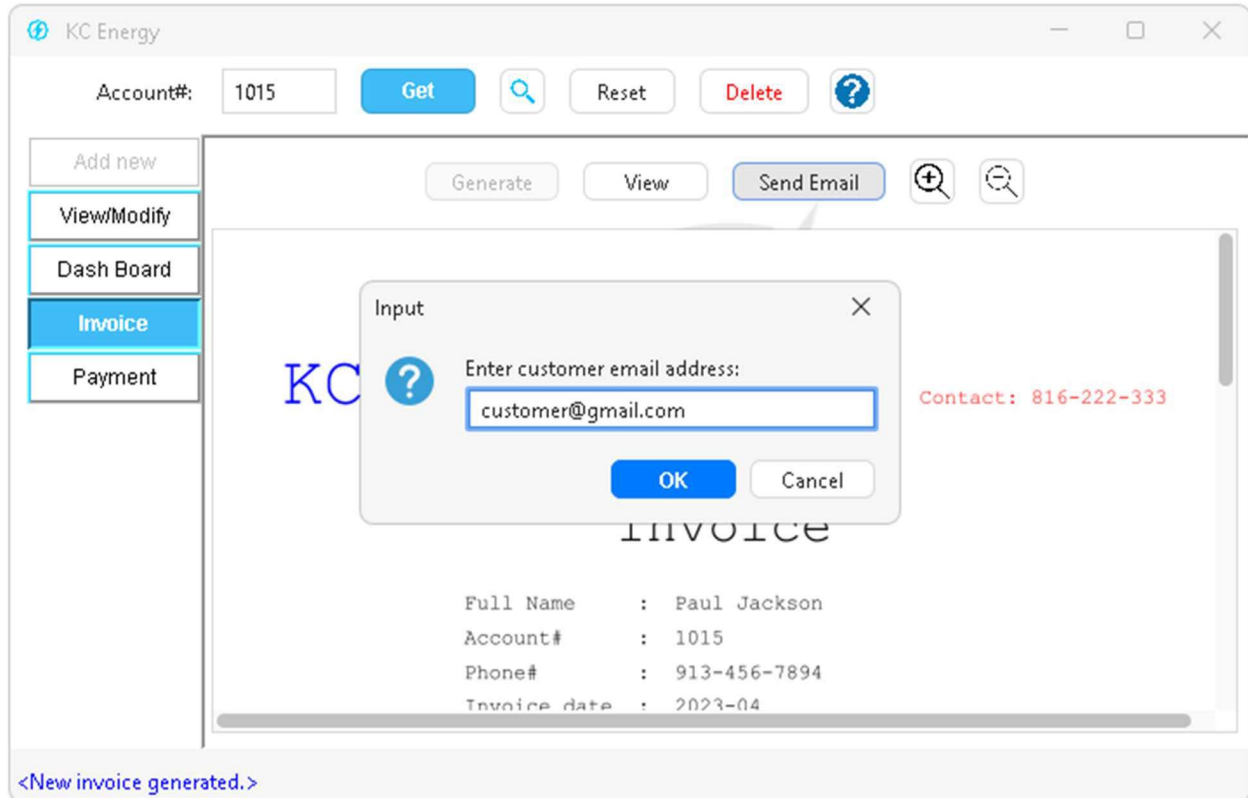 KC Energy
Account#: 1015 Get Reset Delete ?
Add new
Generate View Send Email
View/Modify
Dash Board
Invoice
Payment
Input
Enter customer email address:
customer@gmail.com
OK Cancel
KC
Contact: 816-222-333
Invoice
Full Name : Paul Jackson
Account# : 1015
Phone# : 913-456-7894
Invoice date : 2023-04
<New invoice generated.>